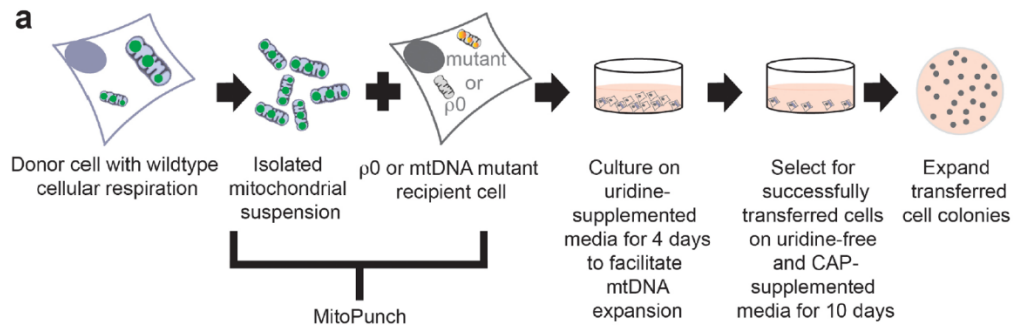 a
mutant
or
ρ0
Donor cell with wildtype
cellular respiration
Isolated
mitochondrial
suspension
ρ0 or mtDNA mutant
recipient cell
Culture on
uridine-
supplemented
media for 4 days
to facilitate
mtDNA
expansion
Select for
successfully
transferred cells
on uridine-free
and CAP-
supplemented
media for 10 days
Expand
transferred
cell colonies
MitoPunch